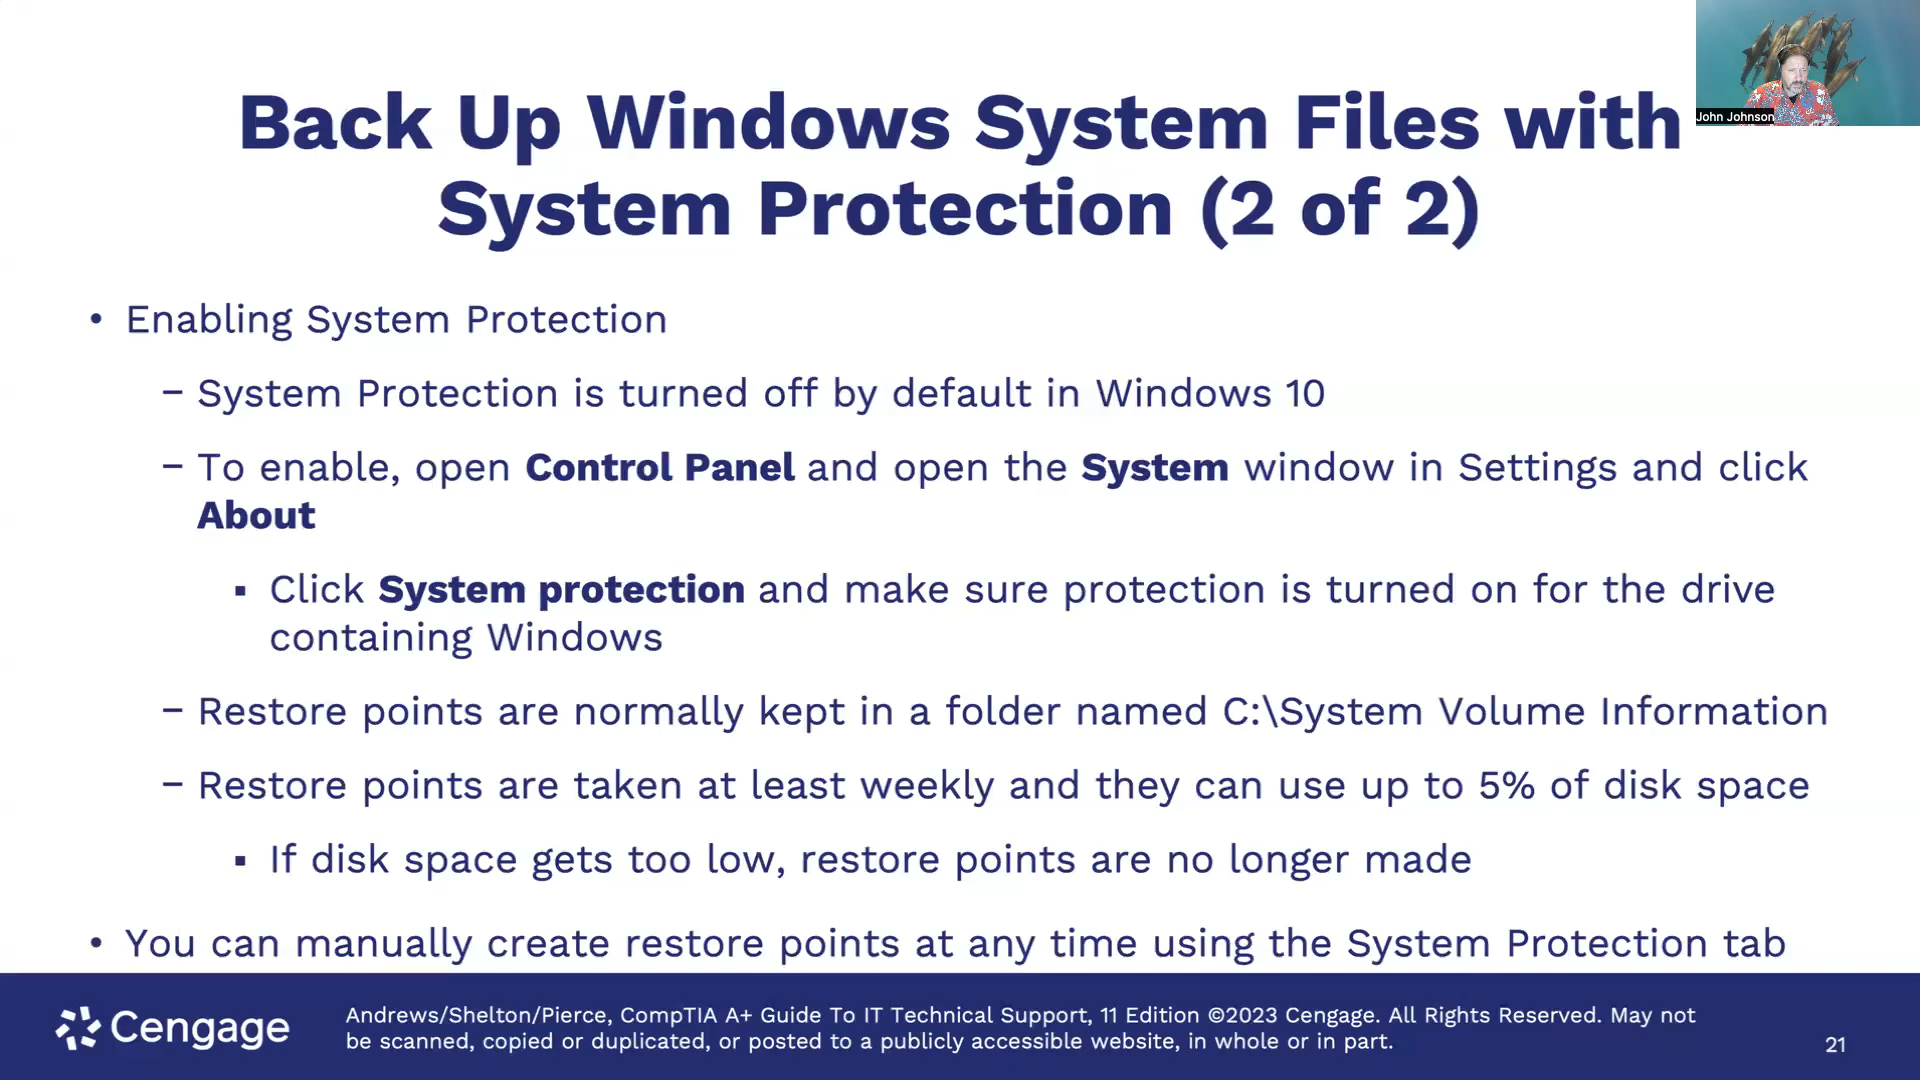 John Johnson
Back Up Windows System Files with
System Protection (2 of 2)
• Enabling System Protection
– System Protection is turned off by default in Windows 10
– To enable, open Control Panel and open the System window in Settings and click
About
▪ Click System protection and make sure protection is turned on for the drive
containing Windows
– Restore points are normally kept in a folder named C:\System Volume Information
– Restore points are taken at least weekly and they can use up to 5% of disk space
▪ If disk space gets too low, restore points are no longer made
• You can manually create restore points at any time using the System Protection tab
Cengage
Andrews/Shelton/Pierce, CompTIA A+ Guide To IT Technical Support, 11 Edition ©2023 Cengage. All Rights Reserved. May not
be scanned, copied or duplicated, or posted to a publicly accessible website, in whole or in part.
21